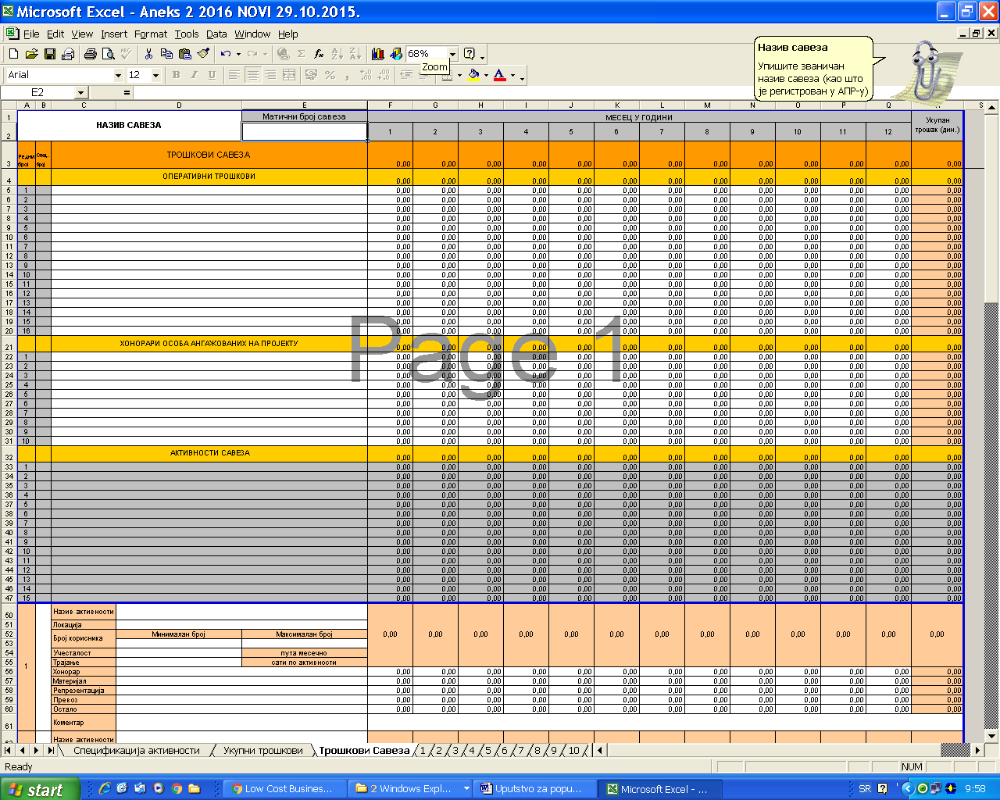 Microsoft Excel - Aneks 2 2016 NOVI 29.10.2015.
File Edit View Insert Format Tools Data Window Help
68%
Zoom
Назив савеза
Упишите званичан
назив савеза (као што
је регистрован у АПР-у)
Arial 12 B I U
E2 =
A B C D E F G H I J K L M N O P Q S
1 НАЗИВ САВЕЗА Матични број савеза МЕСЕЦ У ГОДИНИ Укупан трошак (дин.)
2 1 2 3 4 5 6 7 8 9 10 11 12
3 Редни број Спец. број ТРОШКОВИ САВЕЗА 0,00 0,00 0,00 0,00 0,00 0,00 0,00 0,00 0,00 0,00 0,00 0,00 0,00
4 ОПЕРАТИВНИ ТРОШКОВИ 0,00 0,00 0,00 0,00 0,00 0,00 0,00 0,00 0,00 0,00 0,00 0,00 0,00
5 1 0,00 0,00 0,00 0,00 0,00 0,00 0,00 0,00 0,00 0,00 0,00 0,00 0,00
6 2 0,00 0,00 0,00 0,00 0,00 0,00 0,00 0,00 0,00 0,00 0,00 0,00 0,00
7 3 0,00 0,00 0,00 0,00 0,00 0,00 0,00 0,00 0,00 0,00 0,00 0,00 0,00
8 4 0,00 0,00 0,00 0,00 0,00 0,00 0,00 0,00 0,00 0,00 0,00 0,00 0,00
9 5 0,00 0,00 0,00 0,00 0,00 0,00 0,00 0,00 0,00 0,00 0,00 0,00 0,00
10 6 0,00 0,00 0,00 0,00 0,00 0,00 0,00 0,00 0,00 0,00 0,00 0,00 0,00
11 7 0,00 0,00 0,00 0,00 0,00 0,00 0,00 0,00 0,00 0,00 0,00 0,00 0,00
12 8 0,00 0,00 0,00 0,00 0,00 0,00 0,00 0,00 0,00 0,00 0,00 0,00 0,00
13 9 0,00 0,00 0,00 0,00 0,00 0,00 0,00 0,00 0,00 0,00 0,00 0,00 0,00
14 10 0,00 0,00 0,00 0,00 0,00 0,00 0,00 0,00 0,00 0,00 0,00 0,00 0,00
15 11 0,00 0,00 0,00 0,00 0,00 0,00 0,00 0,00 0,00 0,00 0,00 0,00 0,00
16 12 0,00 0,00 0,00 0,00 0,00 0,00 0,00 0,00 0,00 0,00 0,00 0,00 0,00
17 13 0,00 0,00 0,00 0,00 0,00 0,00 0,00 0,00 0,00 0,00 0,00 0,00 0,00
18 14 0,00 0,00 0,00 0,00 0,00 0,00 0,00 0,00 0,00 0,00 0,00 0,00 0,00
19 15 0,00 0,00 0,00 0,00 0,00 0,00 0,00 0,00 0,00 0,00 0,00 0,00 0,00
20 16 0,00 0,00 0,00 0,00 0,00 0,00 0,00 0,00 0,00 0,00 0,00 0,00 0,00
Page 1
21 ХОНОРАРИ ОСОБА АНГАЖОВАНИХ НА ПРОЈЕКТУ 0,00 0,00 0,00 0,00 0,00 0,00 0,00 0,00 0,00 0,00 0,00 0,00 0,00
22 1 0,00 0,00 0,00 0,00 0,00 0,00 0,00 0,00 0,00 0,00 0,00 0,00 0,00
23 2 0,00 0,00 0,00 0,00 0,00 0,00 0,00 0,00 0,00 0,00 0,00 0,00 0,00
24 3 0,00 0,00 0,00 0,00 0,00 0,00 0,00 0,00 0,00 0,00 0,00 0,00 0,00
25 4 0,00 0,00 0,00 0,00 0,00 0,00 0,00 0,00 0,00 0,00 0,00 0,00 0,00
26 5 0,00 0,00 0,00 0,00 0,00 0,00 0,00 0,00 0,00 0,00 0,00 0,00 0,00
27 6 0,00 0,00 0,00 0,00 0,00 0,00 0,00 0,00 0,00 0,00 0,00 0,00 0,00
28 7 0,00 0,00 0,00 0,00 0,00 0,00 0,00 0,00 0,00 0,00 0,00 0,00 0,00
29 8 0,00 0,00 0,00 0,00 0,00 0,00 0,00 0,00 0,00 0,00 0,00 0,00 0,00
30 9 0,00 0,00 0,00 0,00 0,00 0,00 0,00 0,00 0,00 0,00 0,00 0,00 0,00
31 10 0,00 0,00 0,00 0,00 0,00 0,00 0,00 0,00 0,00 0,00 0,00 0,00 0,00
32 АКТИВНОСТИ САВЕЗА 0,00 0,00 0,00 0,00 0,00 0,00 0,00 0,00 0,00 0,00 0,00 0,00 0,00
33 1 0,00 0,00 0,00 0,00 0,00 0,00 0,00 0,00 0,00 0,00 0,00 0,00 0,00
34 2 0,00 0,00 0,00 0,00 0,00 0,00 0,00 0,00 0,00 0,00 0,00 0,00 0,00
35 3 0,00 0,00 0,00 0,00 0,00 0,00 0,00 0,00 0,00 0,00 0,00 0,00 0,00
36 4 0,00 0,00 0,00 0,00 0,00 0,00 0,00 0,00 0,00 0,00 0,00 0,00 0,00
37 5 0,00 0,00 0,00 0,00 0,00 0,00 0,00 0,00 0,00 0,00 0,00 0,00 0,00
38 6 0,00 0,00 0,00 0,00 0,00 0,00 0,00 0,00 0,00 0,00 0,00 0,00 0,00
39 7 0,00 0,00 0,00 0,00 0,00 0,00 0,00 0,00 0,00 0,00 0,00 0,00 0,00
40 8 0,00 0,00 0,00 0,00 0,00 0,00 0,00 0,00 0,00 0,00 0,00 0,00 0,00
41 9 0,00 0,00 0,00 0,00 0,00 0,00 0,00 0,00 0,00 0,00 0,00 0,00 0,00
42 10 0,00 0,00 0,00 0,00 0,00 0,00 0,00 0,00 0,00 0,00 0,00 0,00 0,00
43 11 0,00 0,00 0,00 0,00 0,00 0,00 0,00 0,00 0,00 0,00 0,00 0,00 0,00
44 12 0,00 0,00 0,00 0,00 0,00 0,00 0,00 0,00 0,00 0,00 0,00 0,00 0,00
45 13 0,00 0,00 0,00 0,00 0,00 0,00 0,00 0,00 0,00 0,00 0,00 0,00 0,00
46 14 0,00 0,00 0,00 0,00 0,00 0,00 0,00 0,00 0,00 0,00 0,00 0,00 0,00
47 15 0,00 0,00 0,00 0,00 0,00 0,00 0,00 0,00 0,00 0,00 0,00 0,00 0,00
50 Назив активности
51 Локација
52 Број корисника Минималан број Максималан број 0,00 0,00 0,00 0,00 0,00 0,00 0,00 0,00 0,00 0,00 0,00 0,00 0,00
53
54 Учесталост пута месечно
55 1 Трајање сати по активности
56 Хонорар 0,00 0,00 0,00 0,00 0,00 0,00 0,00 0,00 0,00 0,00 0,00 0,00 0,00
57 Материјал 0,00 0,00 0,00 0,00 0,00 0,00 0,00 0,00 0,00 0,00 0,00 0,00 0,00
58 Репрезентација 0,00 0,00 0,00 0,00 0,00 0,00 0,00 0,00 0,00 0,00 0,00 0,00 0,00
59 Превоз 0,00 0,00 0,00 0,00 0,00 0,00 0,00 0,00 0,00 0,00 0,00 0,00 0,00
60 Остало 0,00 0,00 0,00 0,00 0,00 0,00 0,00 0,00 0,00 0,00 0,00 0,00 0,00
61 Коментар
Назив активности
Спецификација активности Укупни трошкови Трошкови Савеза 1 2 3 4 5 6 7 8 9 10
Ready NUM
start Low Cost Business... 2 Windows Expl... Uputstvo za popu... Microsoft Excel - ... SR 9:58